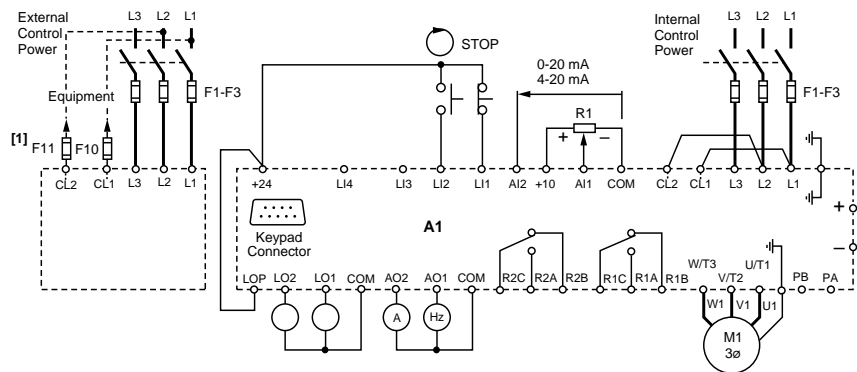 External
Control
Power
L3 L2 L1
STOP
Internal
Control
Power
L3 L2 L1
0-20 mA
4-20 mA
F1-F3
F1-F3
Equipment
R1
+ −
[1] F11 F10
CL2 CL1 L3 L2 L1
+24 LI4 LI3 LI2 LI1 AI2 +10 AI1 COM CL2 CL1 L3 L2 L1
+
−
Keypad
Connector
A1
LOP LO2 LO1 COM AO2 AO1 COM R2C R2A R2B R1C R1A R1B W/T3 V/T2 U/T1 PB PA
A Hz
W1 V1 U1
M1
3ø